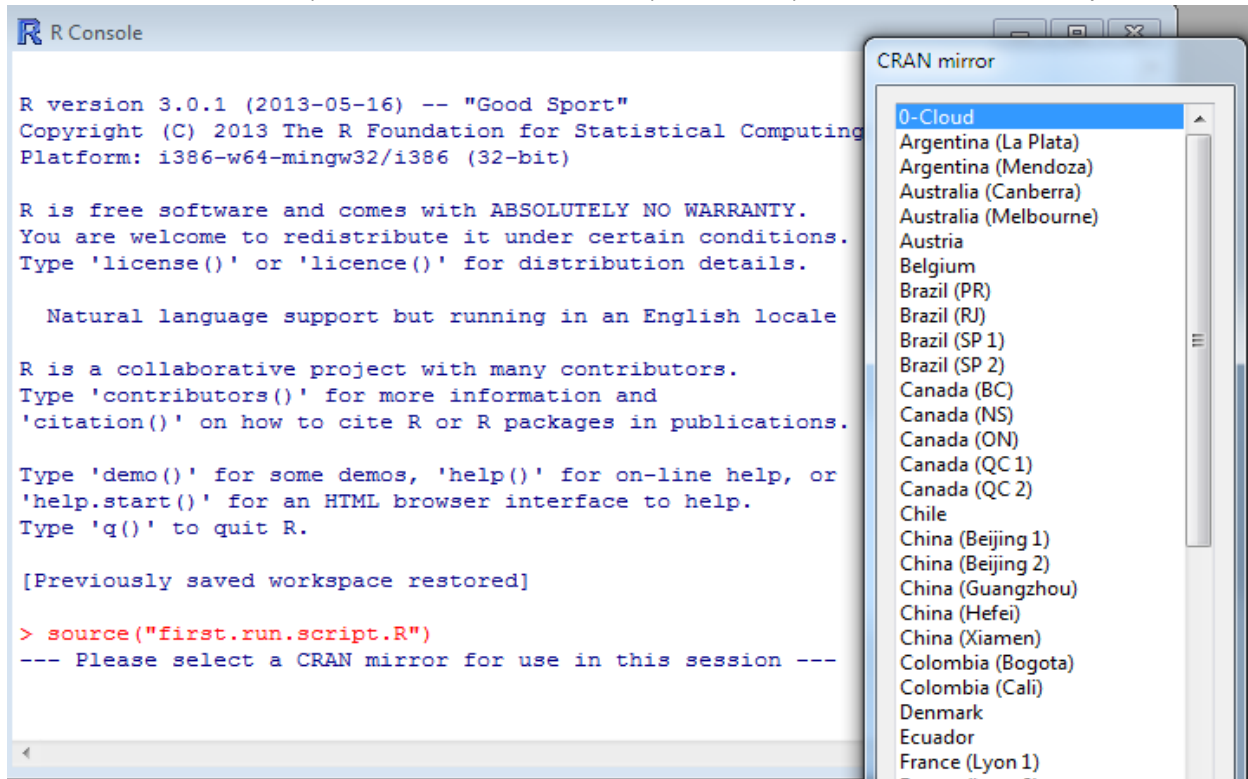 R Console
R version 3.0.1 (2013-05-16) -- "Good Sport"
Copyright (C) 2013 The R Foundation for Statistical Computing
Platform: i386-w64-mingw32/i386 (32-bit)
R is free software and comes with ABSOLUTELY NO WARRANTY.
You are welcome to redistribute it under certain conditions.
Type 'license()' or 'licence()' for distribution details.
Natural language support but running in an English locale
R is a collaborative project with many contributors.
Type 'contributors()' for more information and
'citation()' on how to cite R or R packages in publications.
Type 'demo()' for some demos, 'help()' for on-line help, or
'help.start()' for an HTML browser interface to help.
Type 'q()' to quit R.
[Previously saved workspace restored]
> source("first.run.script.R")
--- Please select a CRAN mirror for use in this session ---
CRAN mirror
0-Cloud
Argentina (La Plata)
Argentina (Mendoza)
Australia (Canberra)
Australia (Melbourne)
Austria
Belgium
Brazil (PR)
Brazil (RJ)
Brazil (SP 1)
Brazil (SP 2)
Canada (BC)
Canada (NS)
Canada (ON)
Canada (QC 1)
Canada (QC 2)
Chile
China (Beijing 1)
China (Beijing 2)
China (Guangzhou)
China (Hefei)
China (Xiamen)
Colombia (Bogota)
Colombia (Cali)
Denmark
Ecuador
France (Lyon 1)